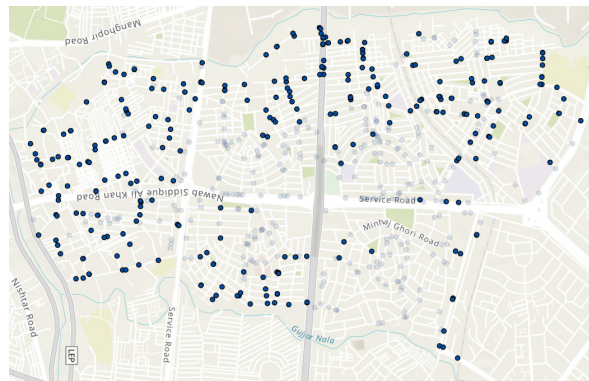 Manghopir Road
Nawab Siddique Ali Khan Road
Service Road
Minhaj Ghori Road
Nishtar Road
Service Road
LEP
Gujjar Nala